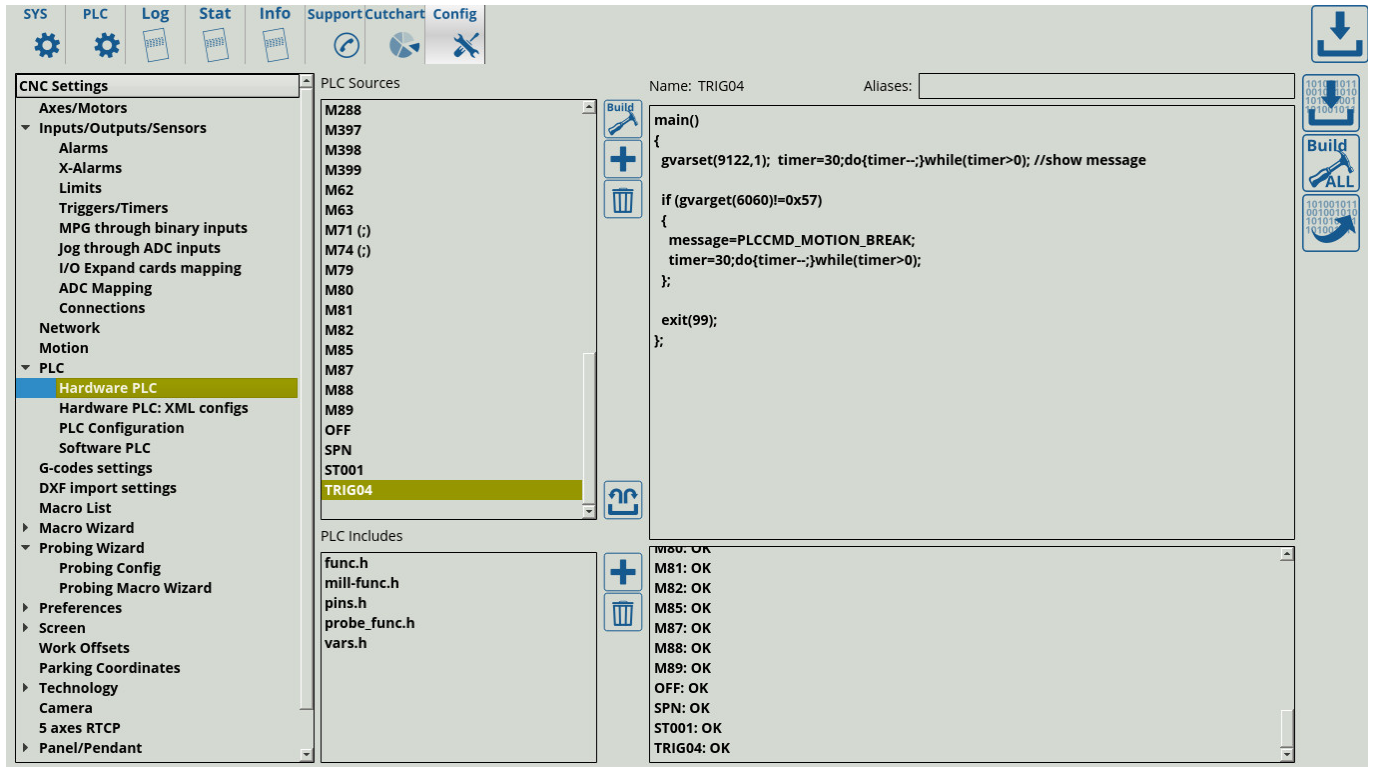 SYS PLC Log Stat Info Support Cutchart Config
CNC Settings
Axes/Motors
Inputs/Outputs/Sensors
Alarms
X-Alarms
Limits
Triggers/Timers
MPG through binary inputs
Jog through ADC inputs
I/O Expand cards mapping
ADC Mapping
Connections
Network
Motion
PLC
Hardware PLC
Hardware PLC: XML configs
PLC Configuration
Software PLC
G-codes settings
DXF import settings
Macro List
Macro Wizard
Probing Wizard
Probing Config
Probing Macro Wizard
Preferences
Screen
Work Offsets
Parking Coordinates
Technology
Camera
5 axes RTCP
Panel/Pendant
PLC Sources
M288
M397
M398
M399
M62
M63
M71 (;)
M74 (;)
M79
M80
M81
M82
M85
M87
M88
M89
OFF
SPN
ST001
TRIG04
PLC Includes
func.h
mill-func.h
pins.h
probe_func.h
vars.h
Build
Name: TRIG04 Aliases:
main()
{
gvarset(9122,1); timer=30;do{timer--;}while(timer>0); //show message
if (gvarget(6060)!=0x57)
{
message=PLCCMD_MOTION_BREAK;
timer=30;do{timer--;}while(timer>0);
};
exit(99);
};
M80: OK
M81: OK
M82: OK
M85: OK
M87: OK
M88: OK
M89: OK
OFF: OK
SPN: OK
ST001: OK
TRIG04: OK
Build
ALL